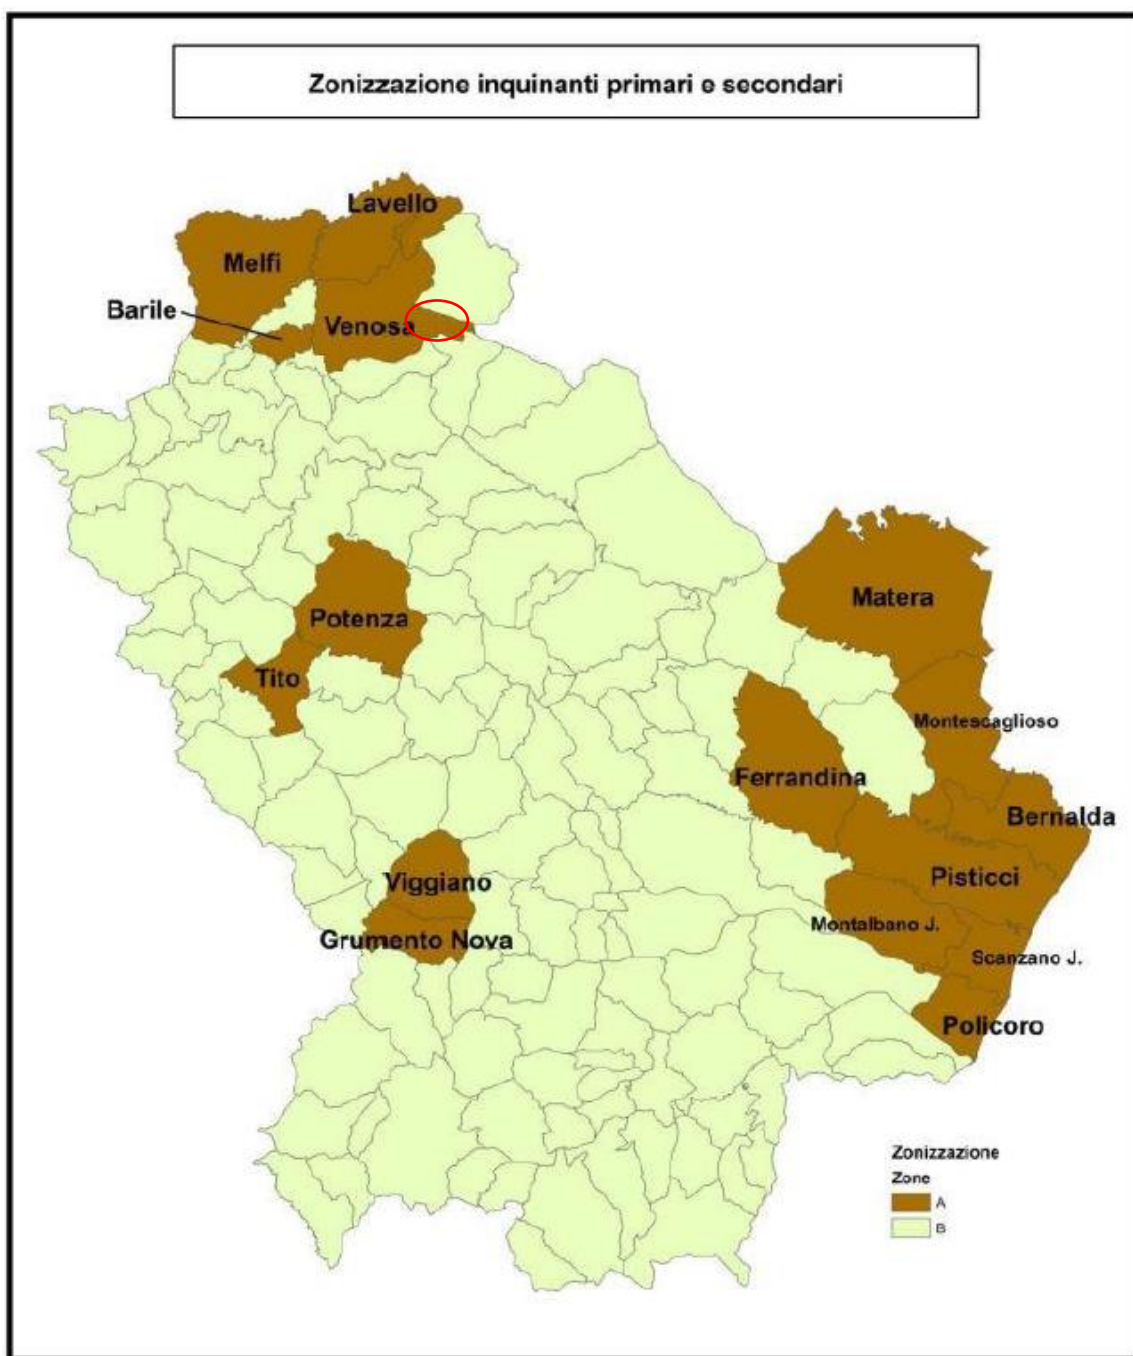 Zonizzazione inquinanti primari e secondari
Lavello
Melfi
Barile
Venosa
Matera
Potenza
Tito
Montescaglioso
Ferrandina
Bernalda
Viggiano
Pisticci
Montalbano J.
Grumento Nova
Scanzano J.
Policoro
Zonizzazione
Zone
A
B